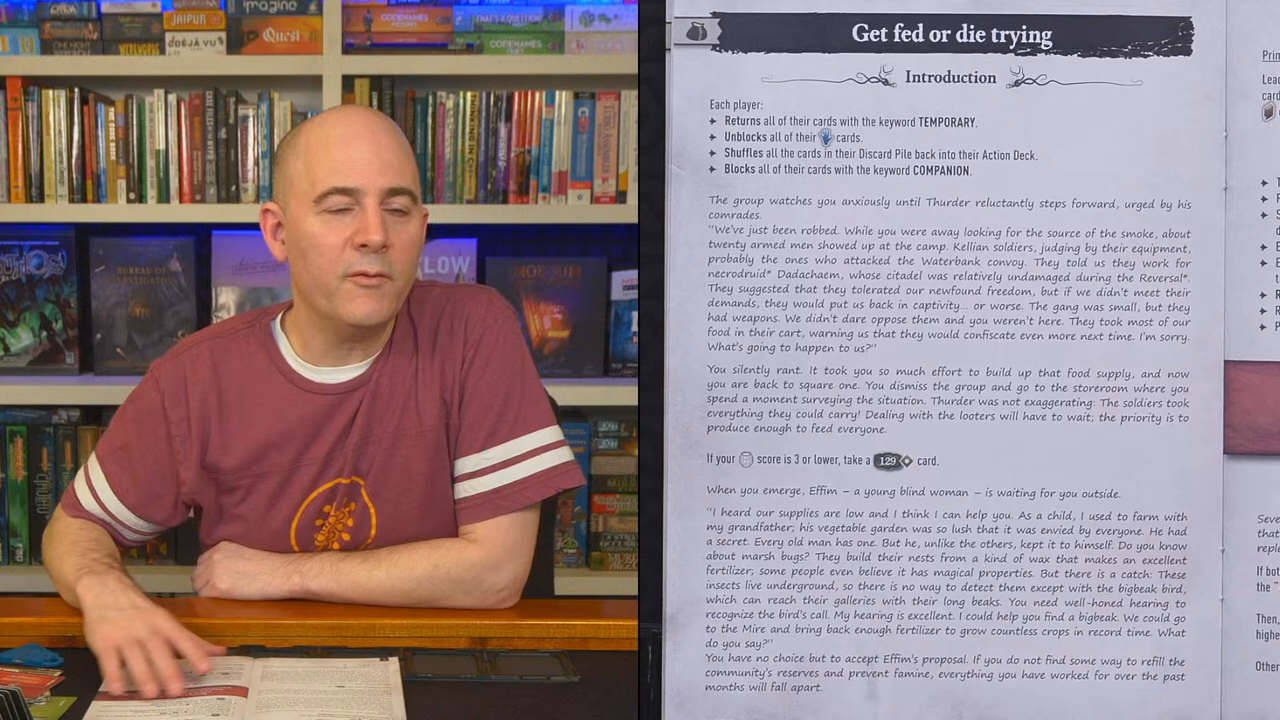 imagine
JAIPUR
WEREWORDS
DÉJÀ VU
Quest
CODENAMES
PICTURES
THAT'S A QUESTION
CODENAMES
BUREAU OF
INVESTIGATION
Get fed or die trying
Introduction
Each player:
Returns all of their cards with the keyword TEMPORARY.
Unblocks all of their cards.
Shuffles all the cards in their Discard Pile back into their Action Deck.
Blocks all of their cards with the keyword COMPANION.
The group watches you anxiously until Thurder reluctantly steps forward, urged by his
comrades.
"We've just been robbed. While you were away looking for the source of the smoke, about
twenty armed men showed up at the camp. Kellian soldiers, judging by their equipment,
probably the ones who attacked the Waterbank convoy. They told us they work for
necrodruid* Dadachaem, whose citadel was relatively undamaged during the Reversal*.
They suggested that they tolerated our newfound freedom, but if we didn't meet their
demands, they would put us back in captivity... or worse. The gang was small, but they
had weapons. We didn't dare oppose them and you weren't here. They took most of our
food in their cart, warning us that they would confiscate even more next time. I'm sorry.
What's going to happen to us?"
You silently rant. It took you so much effort to build up that food supply, and now
you are back to square one. You dismiss the group and go to the storeroom where you
spend a moment surveying the situation. Thurder was not exaggerating: The soldiers took
everything they could carry! Dealing with the looters will have to wait; the priority is to
produce enough to feed everyone.
If your score is 3 or lower, take a 129 card.
When you emerge, Effim – a young blind woman – is waiting for you outside.
"I heard our supplies are low and I think I can help you. As a child, I used to farm with
my grandfather; his vegetable garden was so lush that it was envied by everyone. He had
a secret. Every old man has one. But he, unlike the others, kept it to himself. Do you know
about marsh bugs? They build their nests from a kind of wax that makes an excellent
fertilizer; some people even believe it has magical properties. But there is a catch: These
insects live underground, so there is no way to detect them except with the bigbeak bird,
which can reach their galleries with their long beaks. You need well-honed hearing to
recognize the bird's call. My hearing is excellent. I could help you find a bigbeak. We could go
to the Mire and bring back enough fertilizer to grow countless crops in record time. What
do you say?"
You have no choice but to accept Effim's proposal. If you do not find some way to refill the
community's reserves and prevent famine, everything you have worked for over the past
months will fall apart.